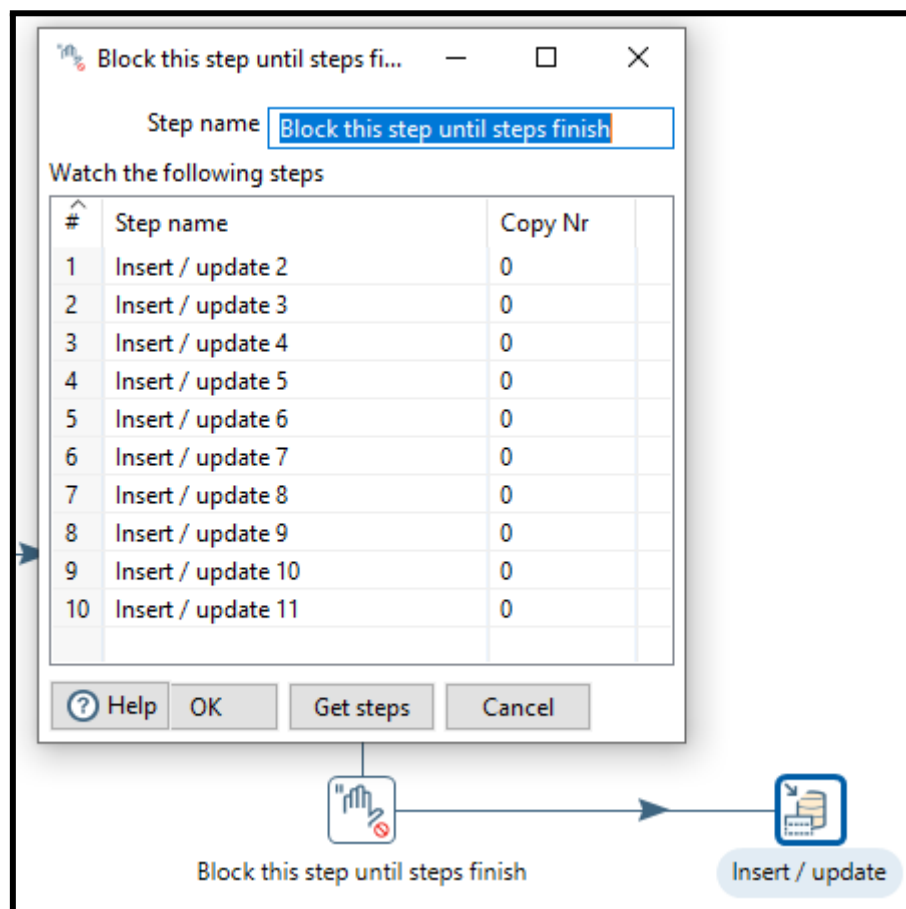 Block this step until steps fi...
Step name Block this step until steps finish
Watch the following steps
# Step name Copy Nr
1 Insert / update 2 0
2 Insert / update 3 0
3 Insert / update 4 0
4 Insert / update 5 0
5 Insert / update 6 0
6 Insert / update 7 0
7 Insert / update 8 0
8 Insert / update 9 0
9 Insert / update 10 0
10 Insert / update 11 0
? Help OK Get steps Cancel
Block this step until steps finish Insert / update